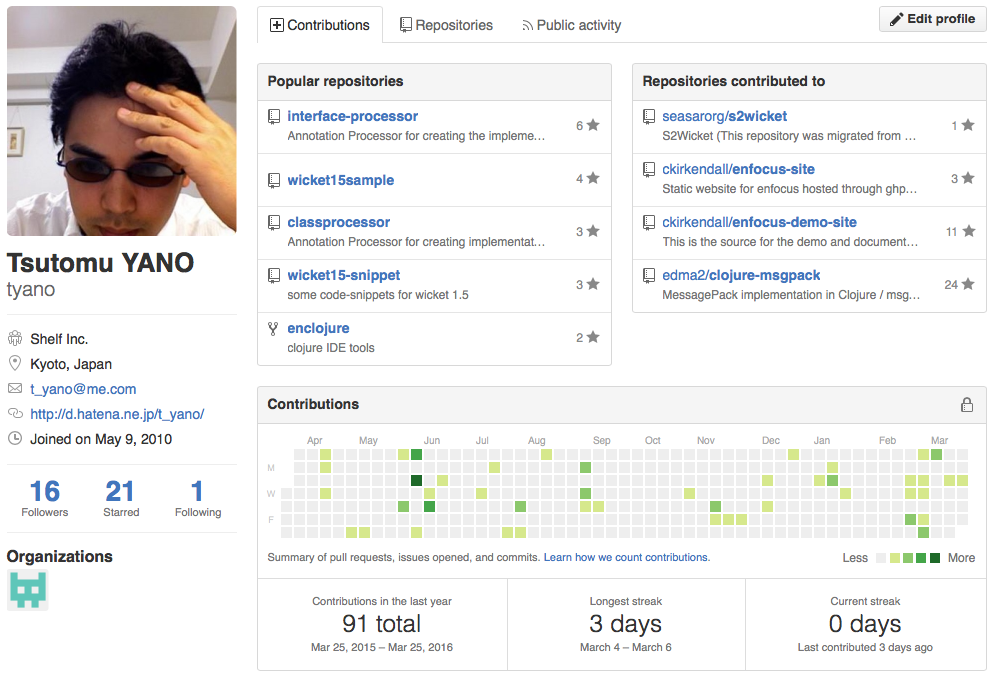 Contributions
Repositories
Public activity
Edit profile
Tsutomu YANO
tyano
Shelf Inc.
Kyoto, Japan
t_yano@me.com
http://d.hatena.ne.jp/t_yano/
Joined on May 9, 2010
16 21 1
Followers Starred Following
Organizations
Popular repositories
interface-processor
Annotation Processor for creating the impleme…
6
wicket15sample
4
classprocessor
Annotation Processor for creating implementat…
3
wicket15-snippet
some code-snippets for wicket 1.5
3
enclojure
clojure IDE tools
2
Repositories contributed to
seasarorg/s2wicket
S2Wicket (This repository was migrated from …
1
ckirkendall/enfocus-site
Static website for enfocus hosted through ghp…
3
ckirkendall/enfocus-demo-site
This is the source for the demo and document…
11
edma2/clojure-msgpack
MessagePack implementation in Clojure / msg…
24
Contributions
Apr May Jun Jul Aug Sep Oct Nov Dec Jan Feb Mar
M
W
F
Summary of pull requests, issues opened, and commits. Learn how we count contributions.
Less More
Contributions in the last year
91 total
Mar 25, 2015 – Mar 25, 2016
Longest streak
3 days
March 4 – March 6
Current streak
0 days
Last contributed 3 days ago